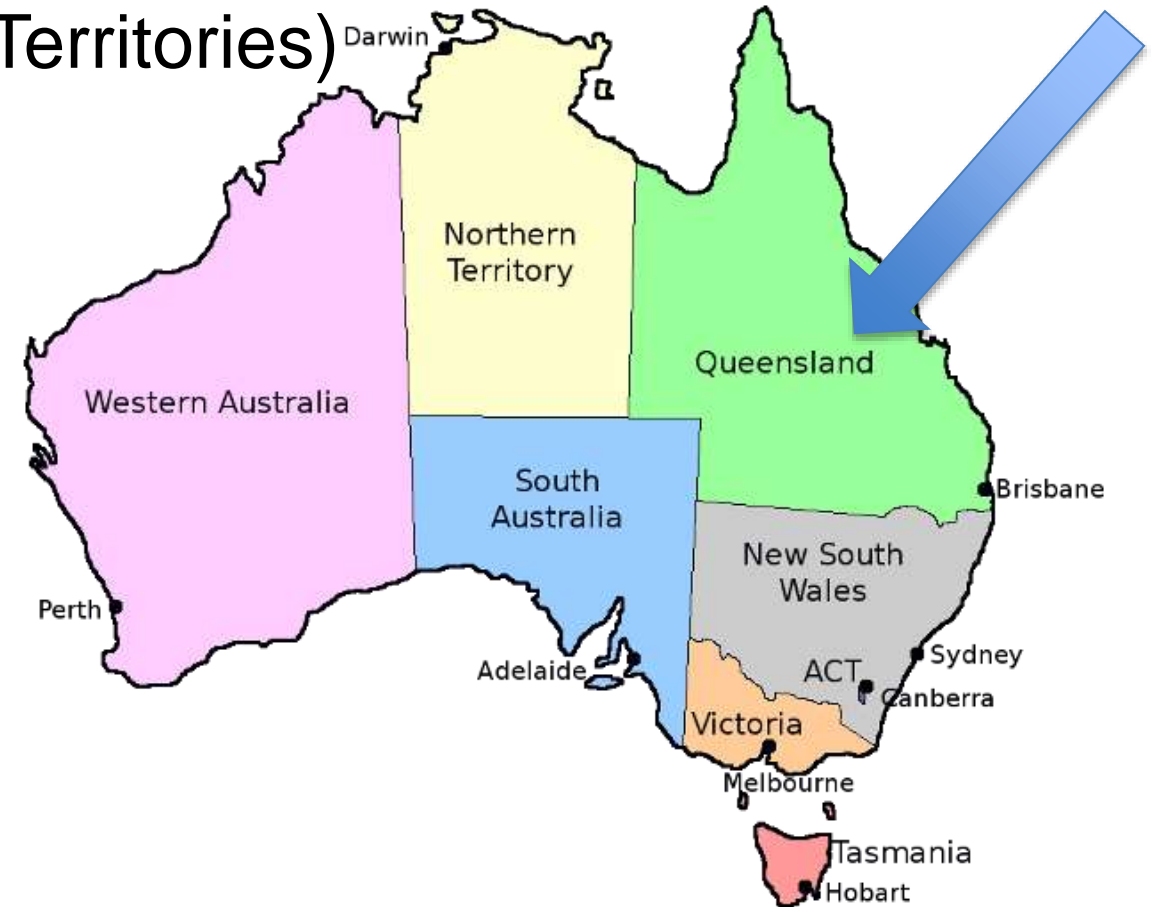 Territories)
Darwin
Northern
Territory
Queensland
Western Australia
South
Australia
Brisbane
New South
Wales
Perth
Adelaide
Sydney
ACT
Canberra
Victoria
Melbourne
Tasmania
Hobart